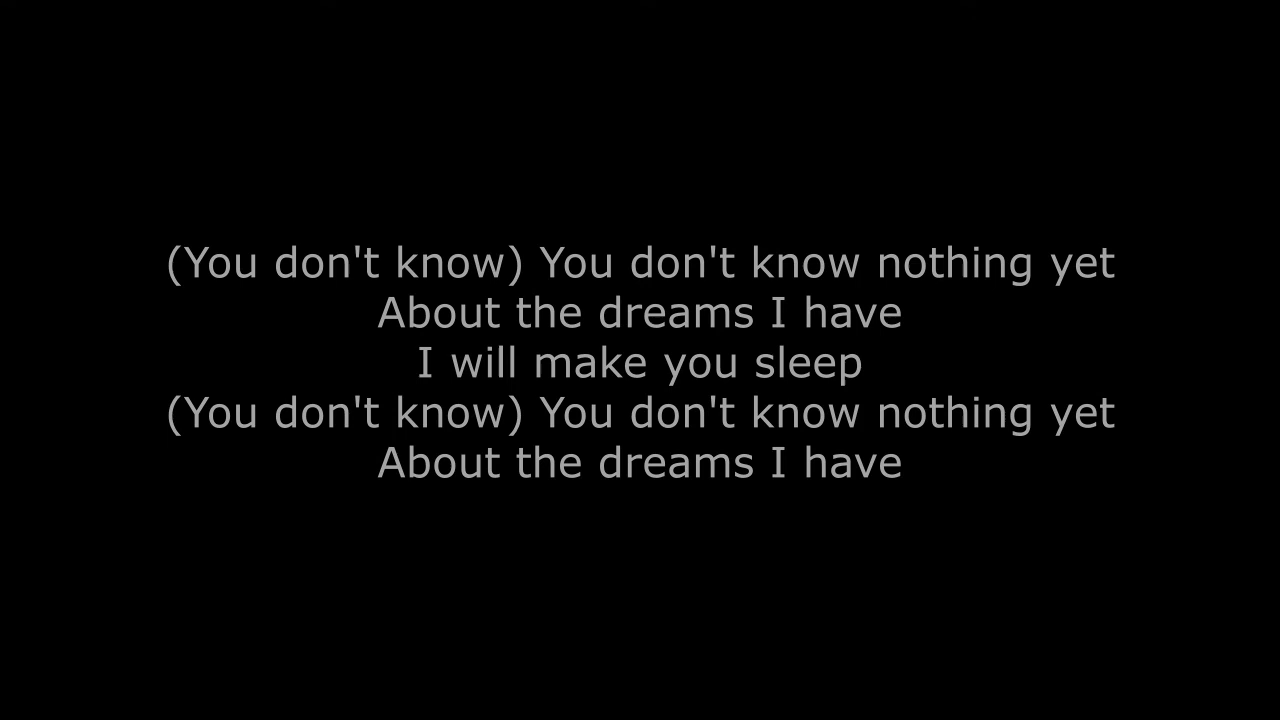 (You don't know) You don't know nothing yet
About the dreams I have
I will make you sleep
(You don't know) You don't know nothing yet
About the dreams I have